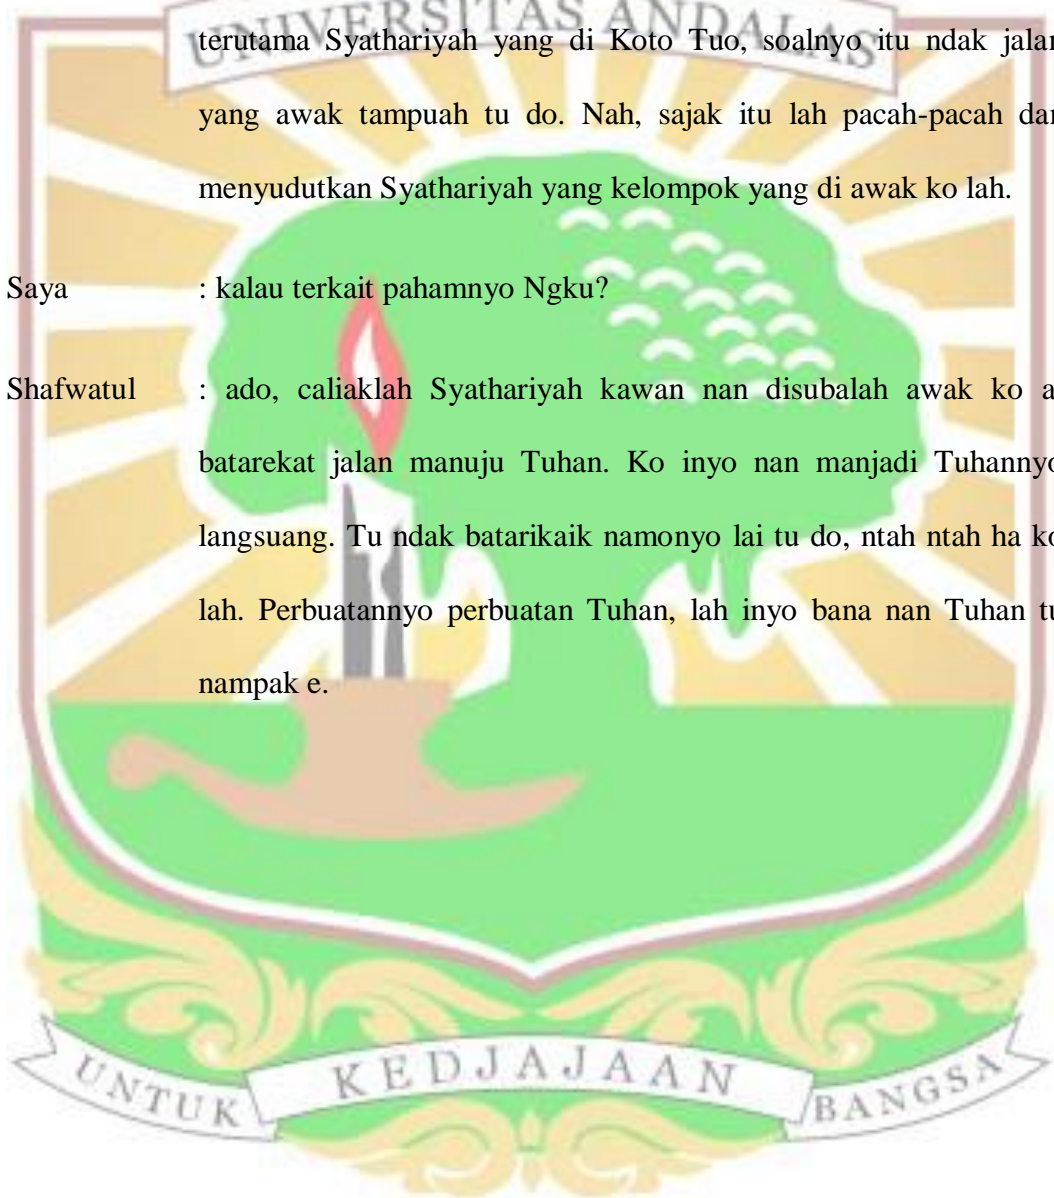 UNIVERSITAS ANDALAS
terutama Syathariyah yang di Koto Tuo, soalnyo itu ndak jalan
yang awak tampuah tu do. Nah, sajak itu lah pacah-pacah dan
menyudutkan Syathariyah yang kelompok yang di awak ko lah.
Saya : kalau terkait pahamnyo Ngku?
Shafwatul : ado, caliaklah Syathariyah kawan nan disubalah awak ko a
batarekat jalan manuju Tuhan. Ko inyo nan manjadi Tuhannyo
langsuang. Tu ndak batarikaik namonyo lai tu do, ntah ntah ha ko
lah. Perbuatannyo perbuatan Tuhan, lah inyo bana nan Tuhan tu
nampak e.
UNTUK KEDJAJAAN BANGSA